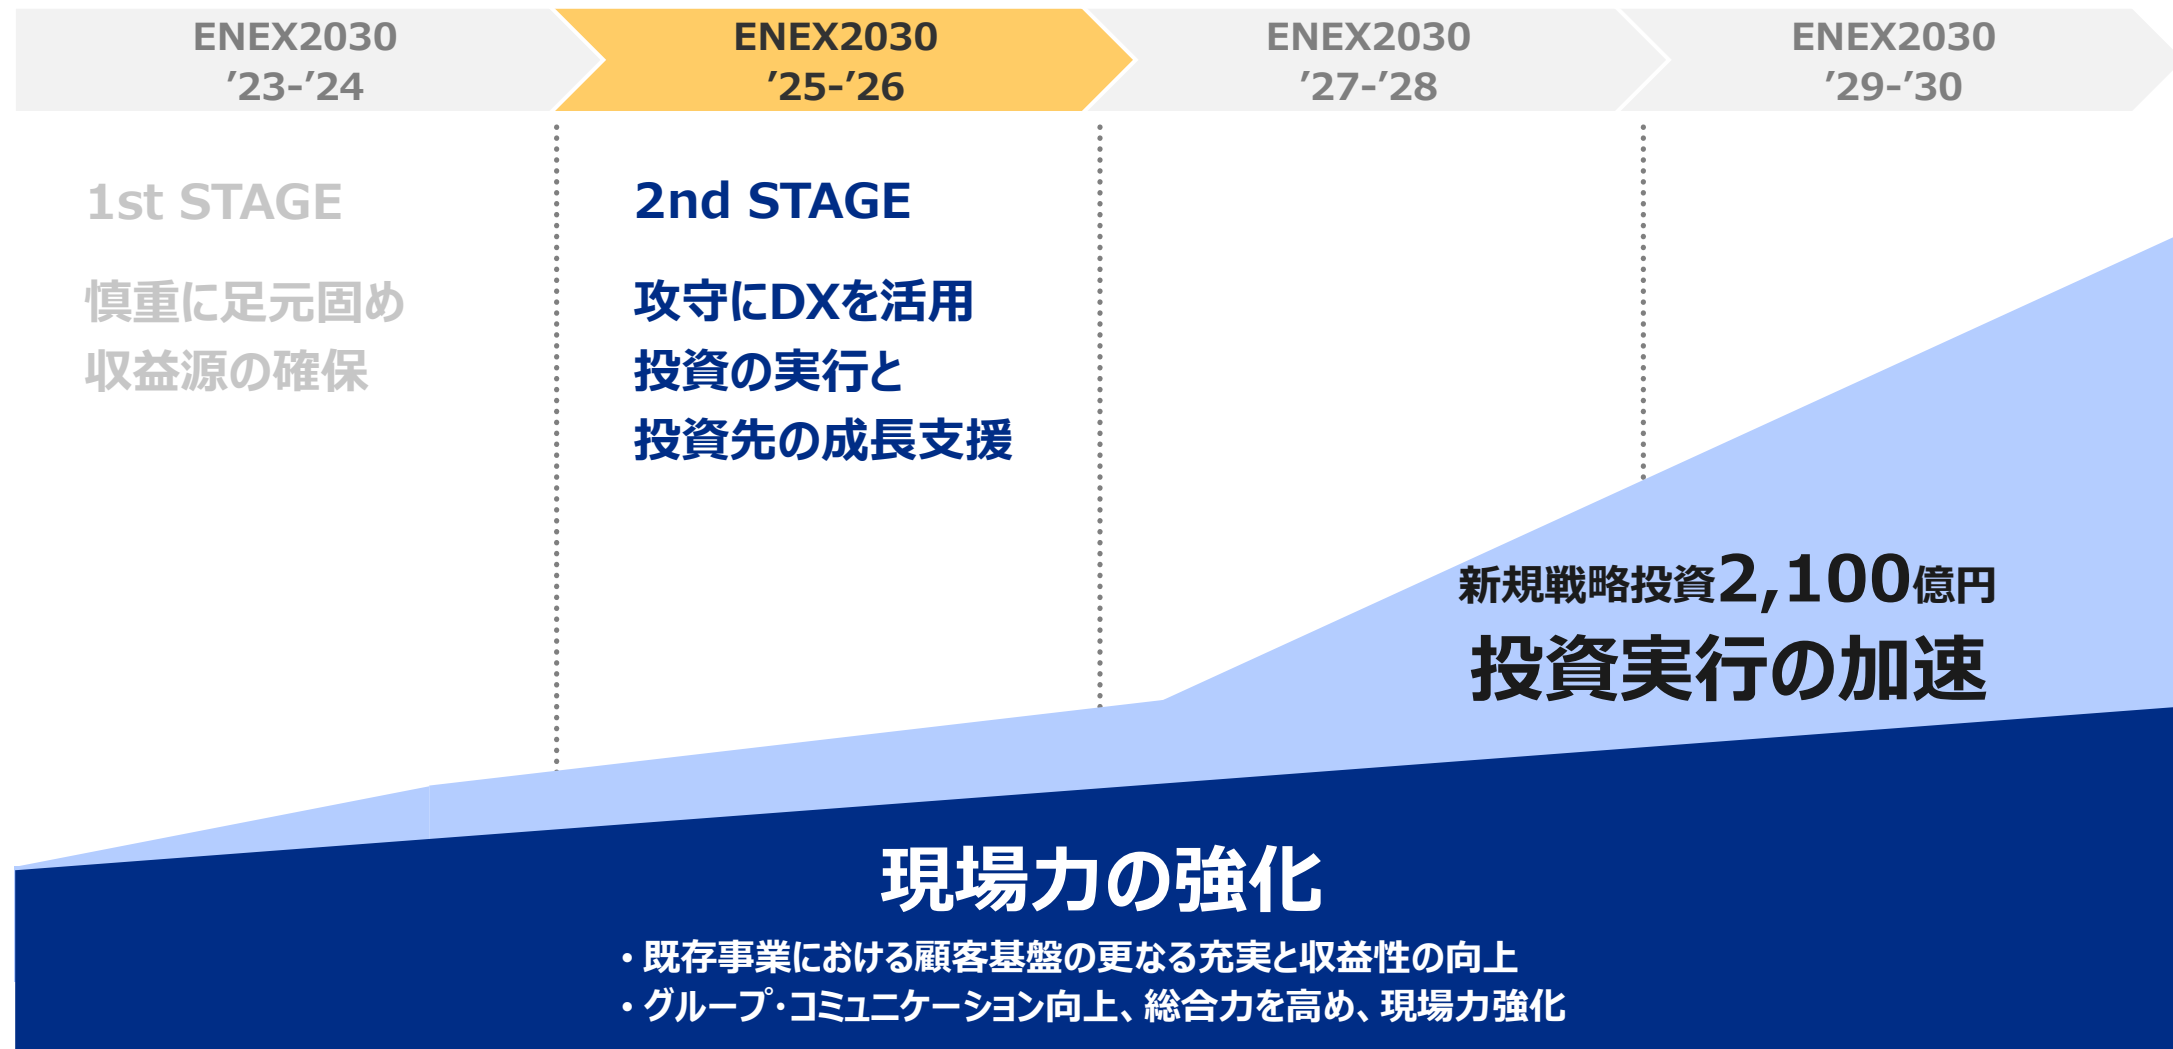 ENEX2030
’23-’24
ENEX2030
’25-’26
ENEX2030
’27-’28
ENEX2030
’29-’30
1st STAGE
慎重に足元固め
収益源の確保
2nd STAGE
攻守にDXを活用
投資の実行と
投資先の成長支援
新規戦略投資2,100億円
投資実行の加速
現場力の強化
・既存事業における顧客基盤の更なる充実と収益性の向上
・グループ・コミュニケーション向上、総合力を高め、現場力強化